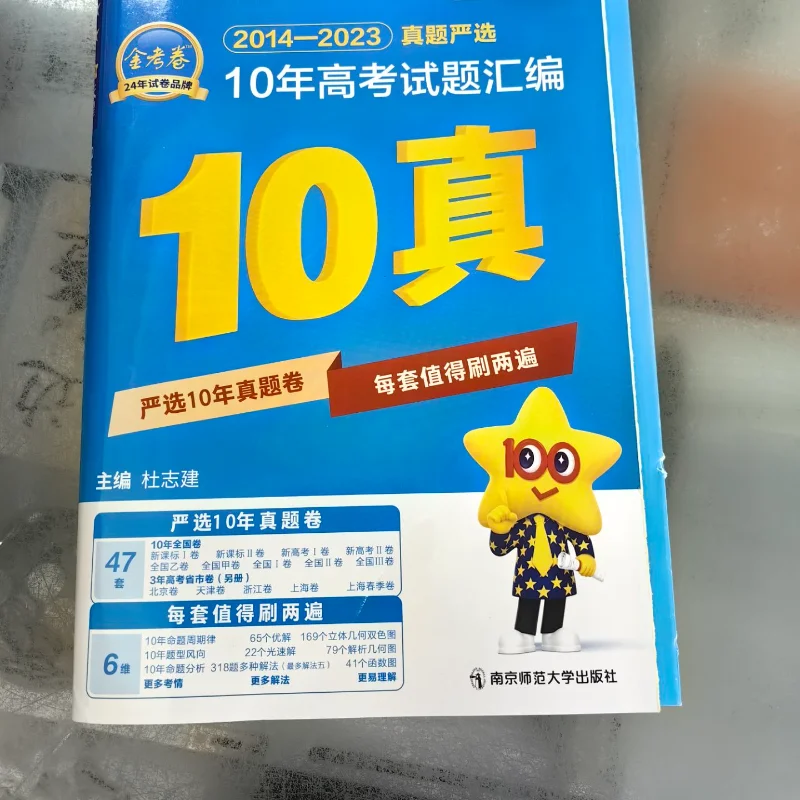 金考卷
24年试卷品牌
2014—2023 真题严选
10年高考试题汇编
10真
严选10年真题卷
每套值得刷两遍
100
主编 杜志建
严选10年真题卷
47套
10年全国卷
新课标Ⅰ卷 新课标Ⅱ卷 新高考Ⅰ卷 新高考Ⅱ卷
全国乙卷 全国甲卷 全国Ⅰ卷 全国Ⅱ卷 全国Ⅲ卷
3年高考省市卷（另册）
北京卷 天津卷 浙江卷 上海卷 上海春季卷
每套值得刷两遍
6维
10年命题周期律 65个优解 169个立体几何双色图
10年题型风向 22个光速解 79个解析几何图
10年命题分析 318题多种解法（最多解法五） 41个函数图
更多考情 更多解法 更易理解
南京师范大学出版社